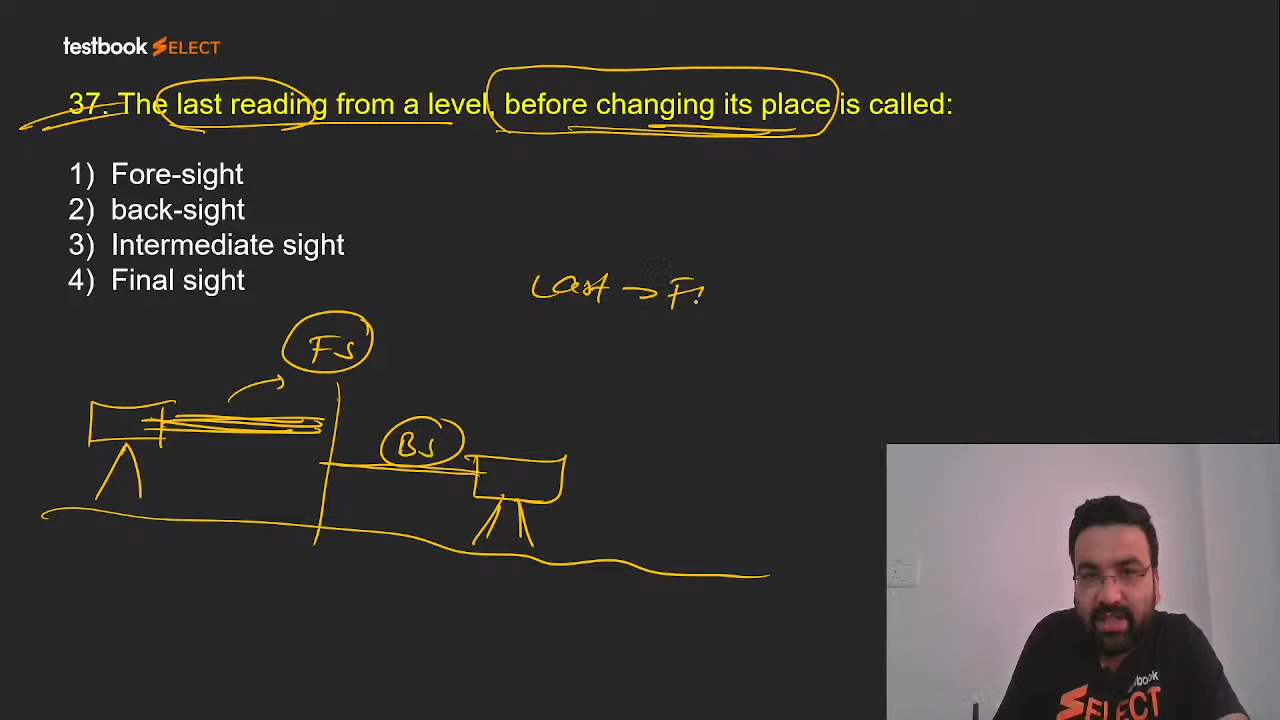 testbook SELECT
37. The last reading from a level, before changing its place is called:
1) Fore-sight
2) back-sight
3) Intermediate sight
4) Final sight
Last → F
FS
BS
testbook
SELECT